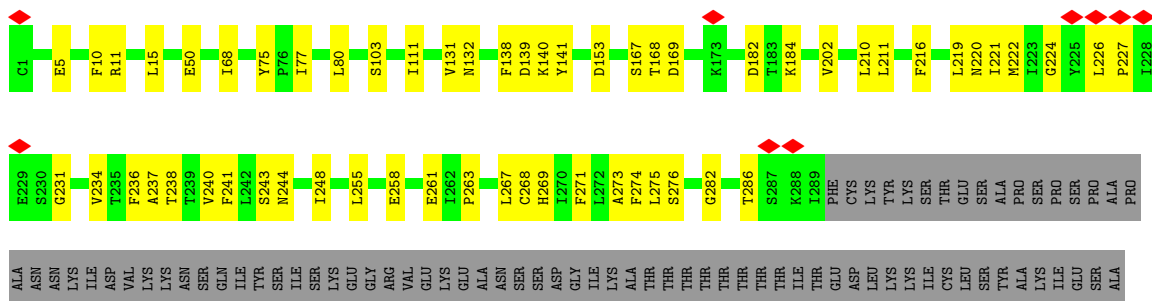 C1 E5 F10 R11 L15 E50 I68 Y75 P76 I77 L80 S103 I111 V131 N132 F138 D139 K140 Y141 D153 S167 T168 D169 K173 D182 T183 K184 V202 L210 L211 F216 L219 N220 I221 M222 I223 G224 Y225 L226 P227 I228
E229 S230 G231 V234 T235 F236 A237 T238 T239 V240 F241 L242 S243 N244 I248 L255 E258 E261 I262 P263 L267 C268 H269 I270 F271 L272 A273 F274 L275 S276 G282 T286 S287 K288 I289 PHE CYS LYS TYR LYS SER THR GLU SER ALA PRO SER PRO SER PRO ALA PRO
ALA ASN ASN LYS ILE ASP VAL LYS LYS ASN SER GLN ILE TYR SER ILE SER LYS GLU GLY ARG VAL GLU LYS GLU ALA ASN SER SER ASP GLY ILE LYS ALA THR THR THR THR THR THR THR ILE THR GLU ASP LEU LYS LYS ILE CYS LEU SER TYR ALA LYS ILE GLU SER ALA